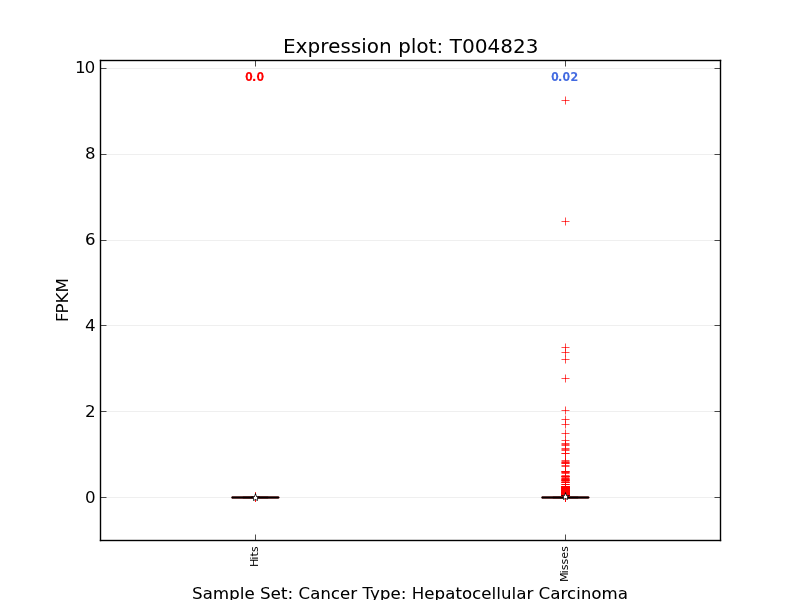 Expression plot: T004823
0.0
0.02
10
8
6
4
2
0
FPKM
Hits
Misses
Sample Set: Cancer Type: Hepatocellular Carcinoma